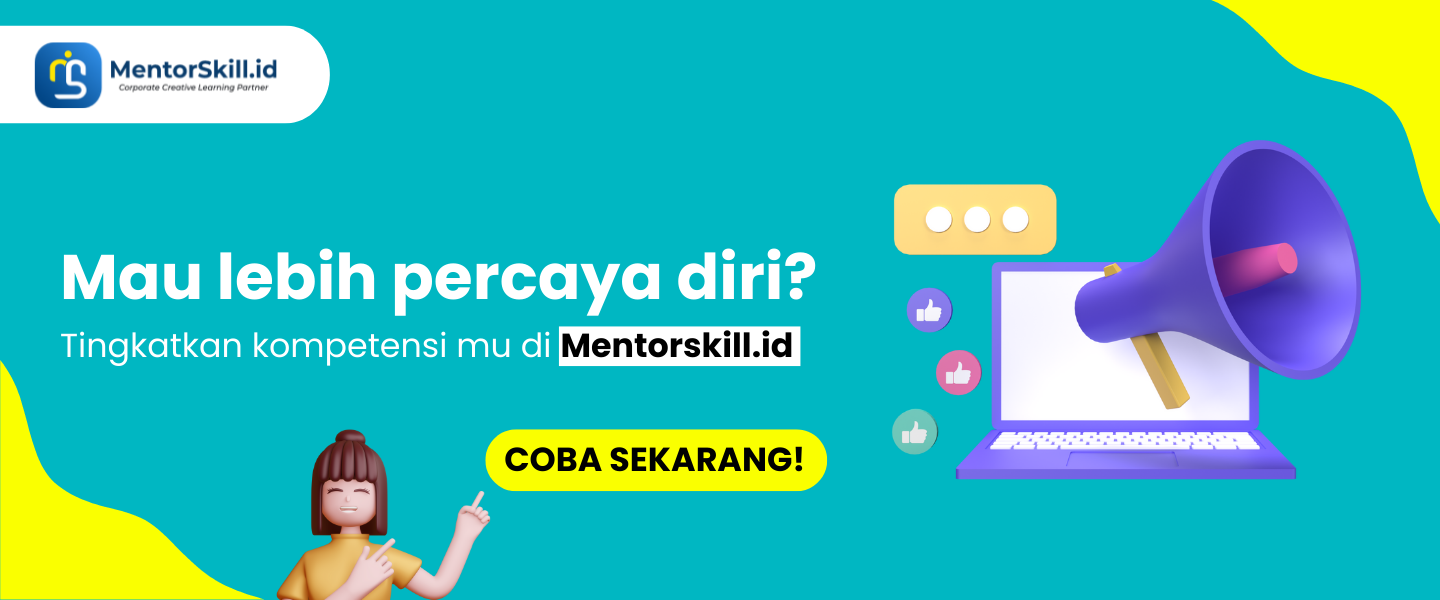 MentorSkill.id
Corporate Creative Learning Partner
Mau lebih percaya diri?
Tingkatkan kompetensi mu di Mentorskill.id
COBA SEKARANG!